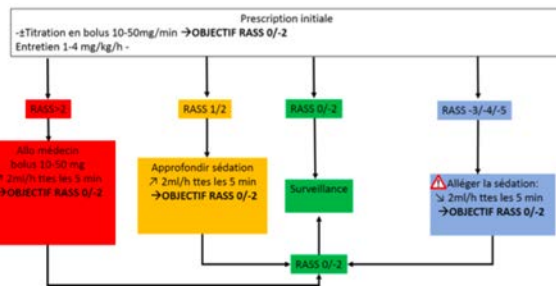 Prescription initiale
-±Titration en bolus 10-50mg/min →OBJECTIF RASS 0/-2
Entretien 1-4 mg/kg/h -
RASS>2
RASS 1/2
RASS 0/-2
RASS -3/-4/-5
Allo médecin
bolus 10-50 mg
↗ 2ml/h ttes les 5 min
→OBJECTIF RASS 0/-2
Approfondir sédation
↗ 2ml/h ttes les 5 min
→OBJECTIF RASS 0/-2
Surveillance
Alléger la sédation:
↘ 2ml/h ttes les 5 min
→OBJECTIF RASS 0/-2
RASS 0/-2